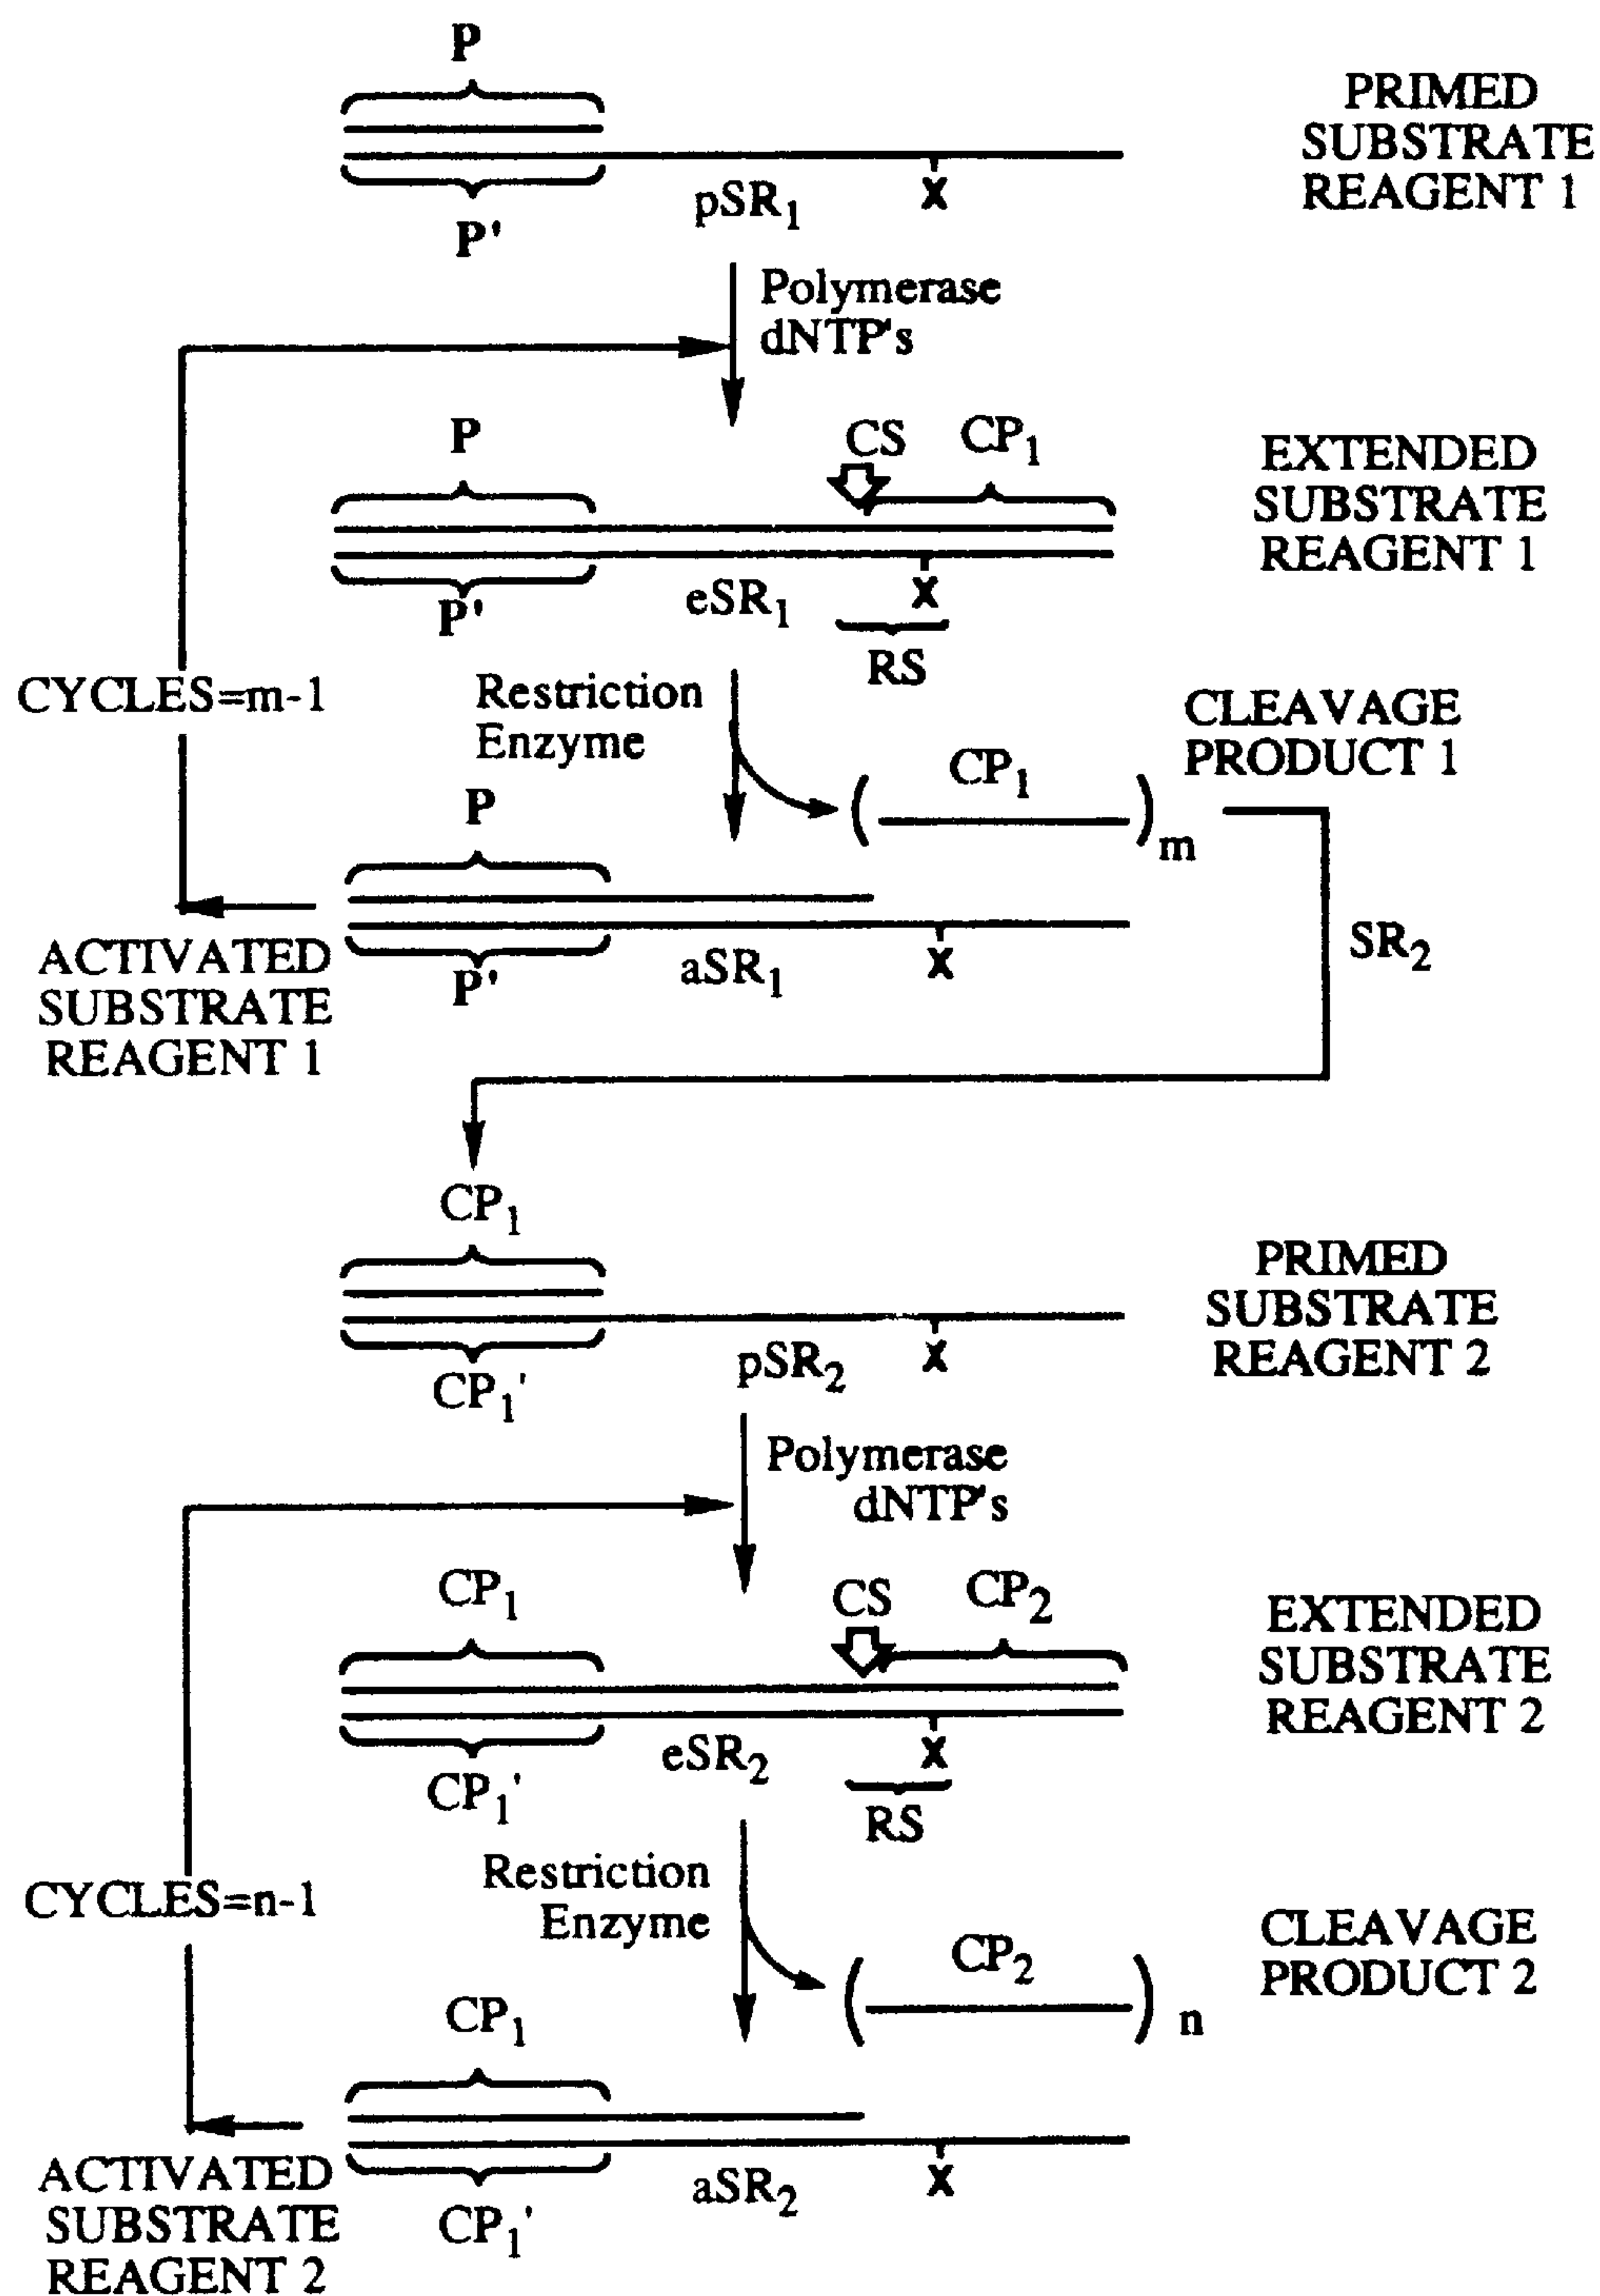 P
PRIMED
SUBSTRATE
REAGENT 1
pSR1
X
P'
Polymerase
dNTP's
P
CS
CP1
EXTENDED
SUBSTRATE
REAGENT 1
P'
eSR1
X
RS
CYCLES=m-1
Restriction
Enzyme
CLEAVAGE
PRODUCT 1
( CP1 )m
P
ACTIVATED
SUBSTRATE
REAGENT 1
P'
aSR1
X
SR2
CP1
PRIMED
SUBSTRATE
REAGENT 2
CP1'
pSR2
X
Polymerase
dNTP's
CP1
CS
CP2
EXTENDED
SUBSTRATE
REAGENT 2
CP1'
eSR2
X
RS
CYCLES=n-1
Restriction
Enzyme
CLEAVAGE
PRODUCT 2
( CP2 )n
CP1
ACTIVATED
SUBSTRATE
REAGENT 2
CP1'
aSR2
X